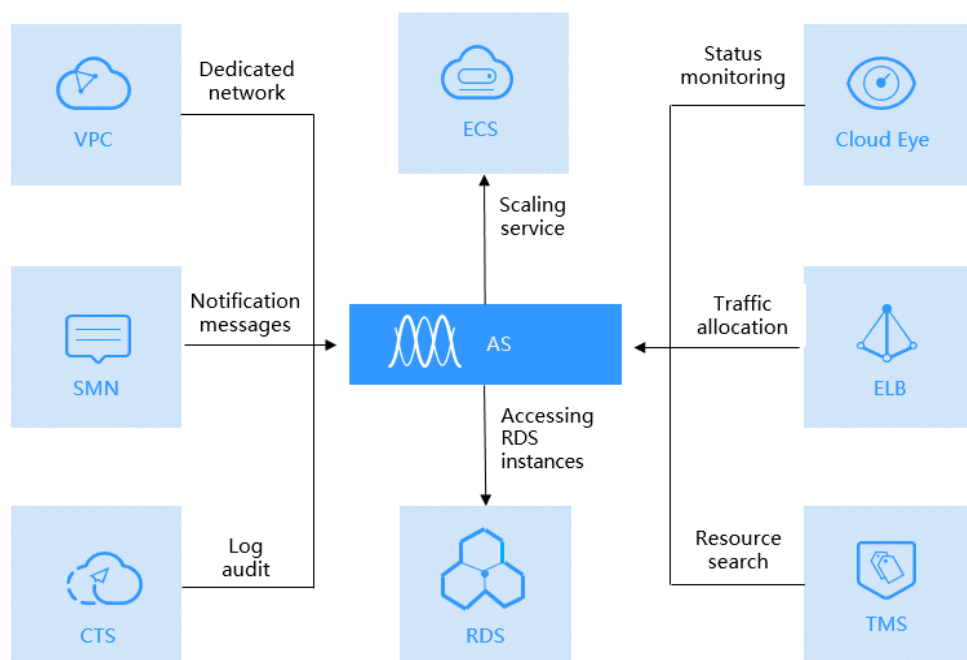 VPC
Dedicated
network
ECS
Status
monitoring
Cloud Eye
Scaling
service
SMN
Notification
messages
AS
Traffic
allocation
ELB
Accessing
RDS
instances
CTS
Log
audit
RDS
Resource
search
TMS